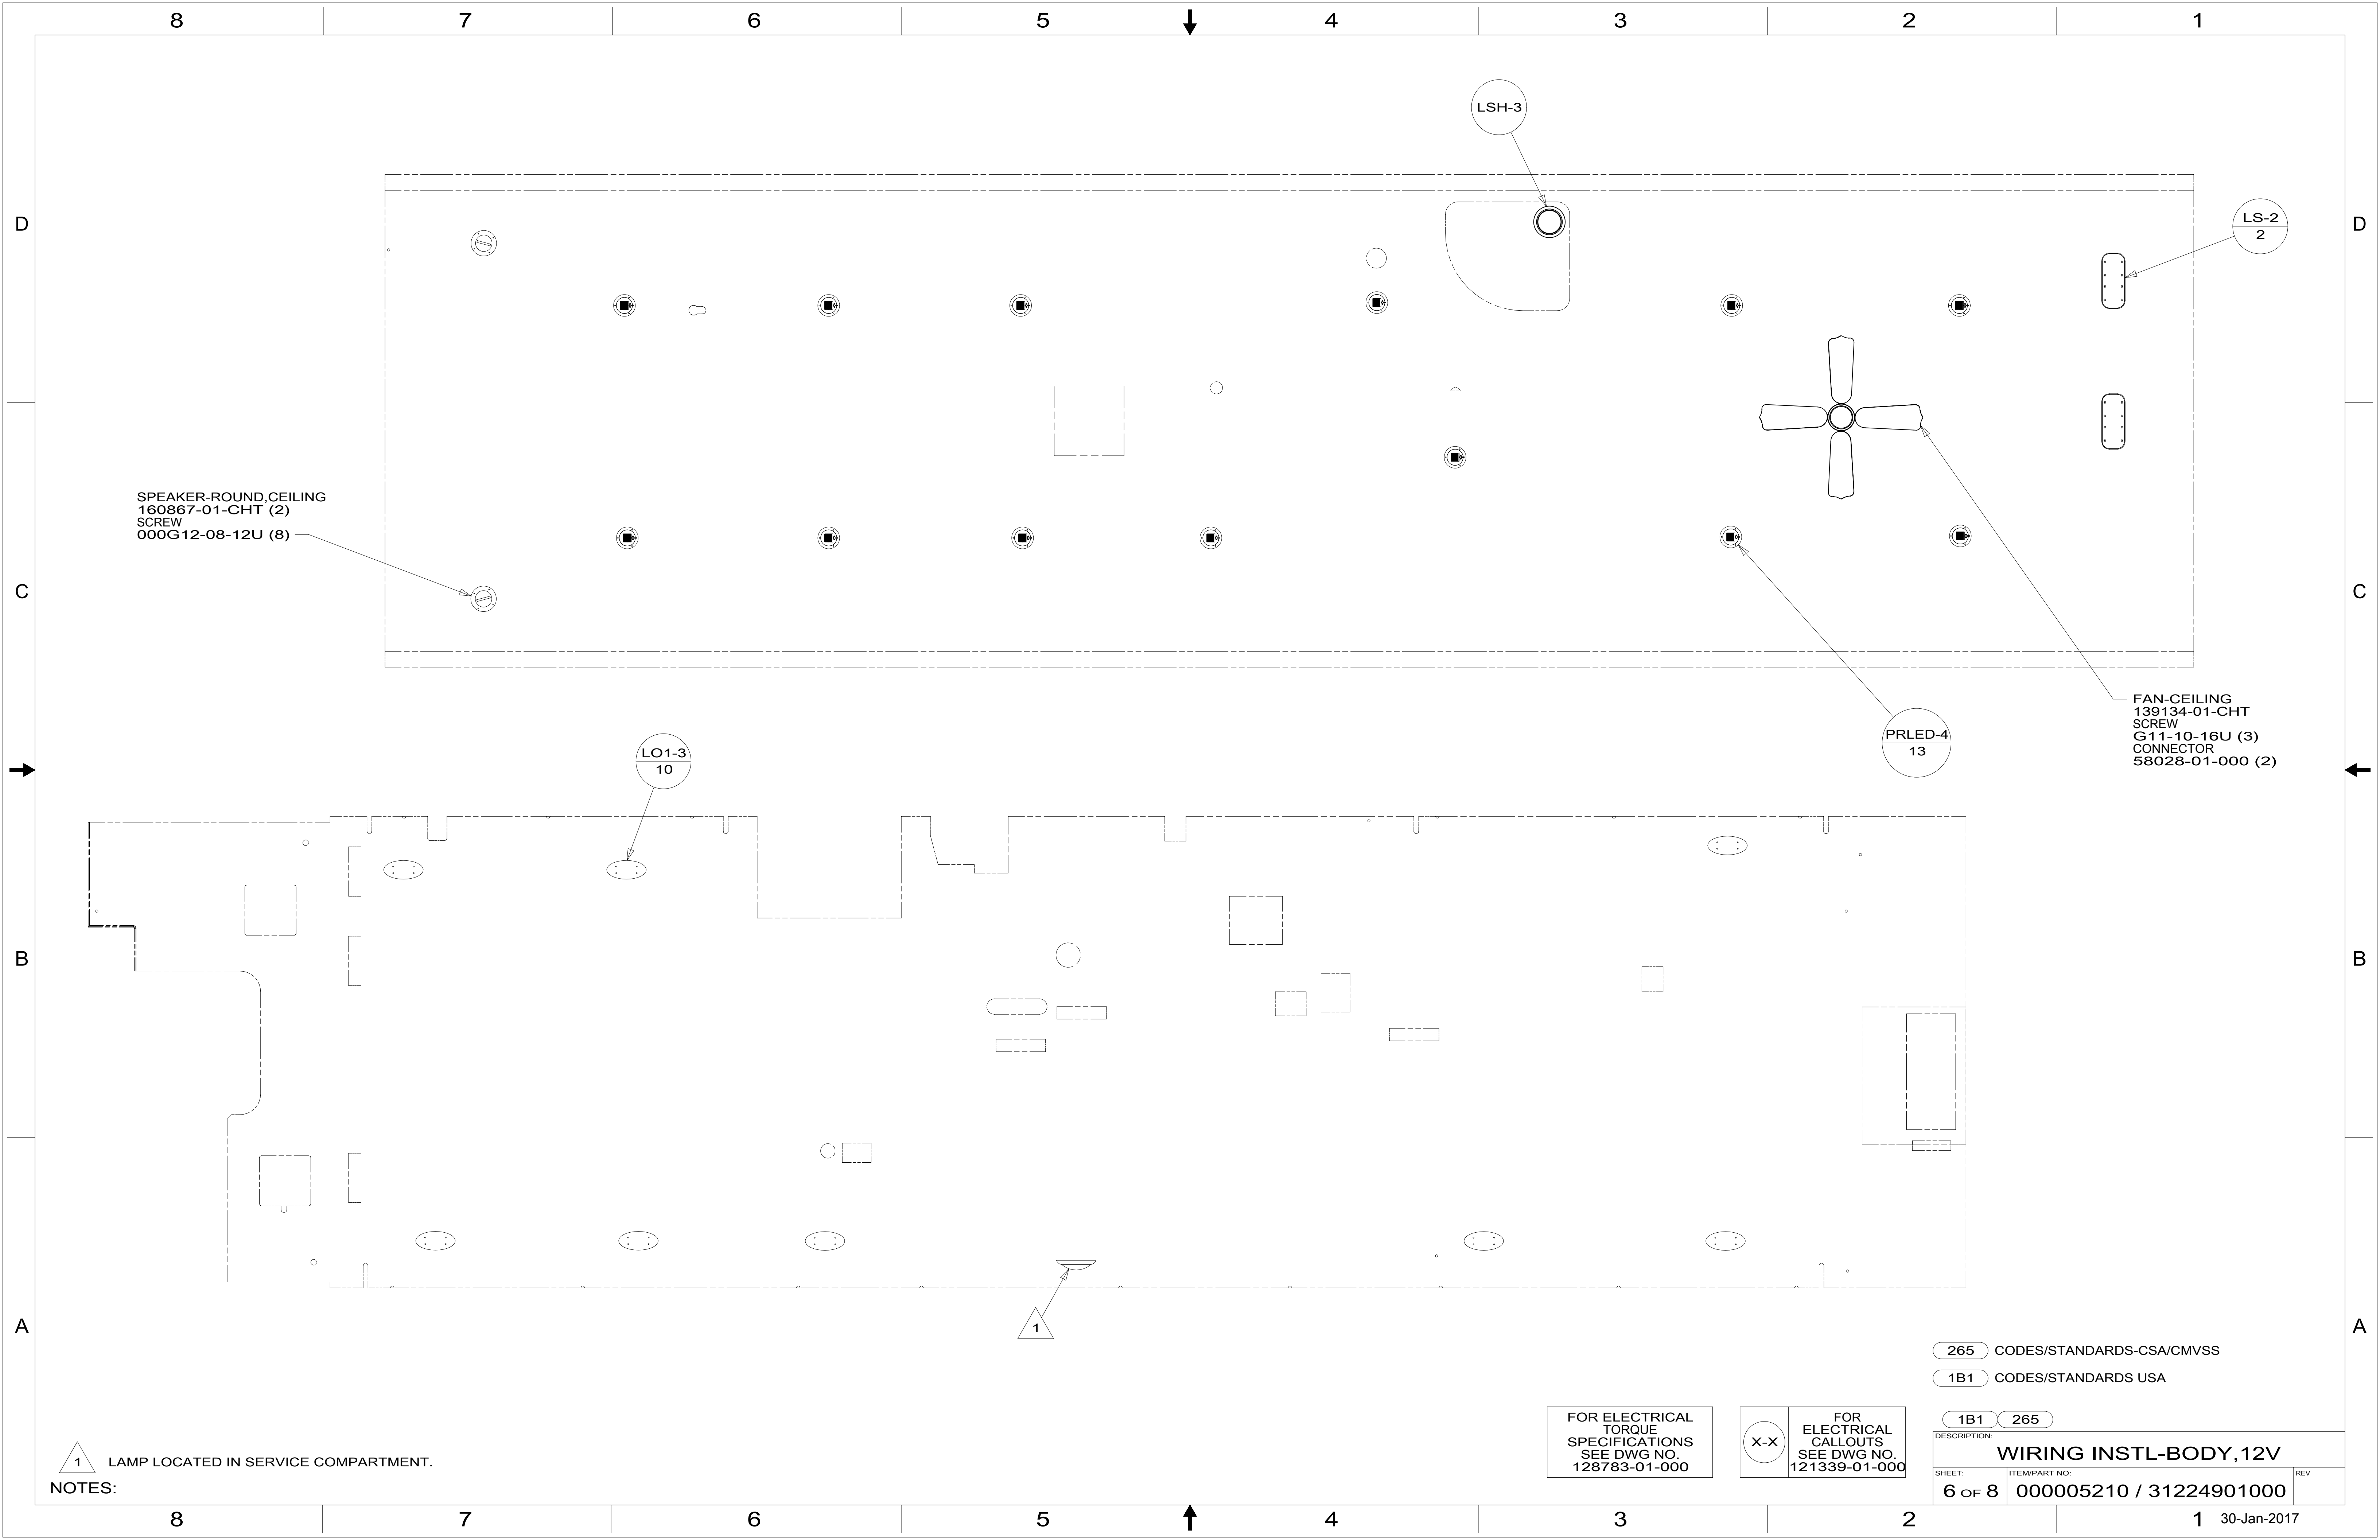 8 7 6 5 4 3 2 1
LSH-3
D
D
LS-2
2
SPEAKER-ROUND,CEILING
160867-01-CHT (2)
SCREW
000G12-08-12U (8)
C
C
FAN-CEILING
139134-01-CHT
SCREW
G11-10-16U (3)
CONNECTOR
58028-01-000 (2)
PRLED-4
13
LO1-3
10
B
B
A
A
1
265 CODES/STANDARDS-CSA/CMVSS
1B1 CODES/STANDARDS USA
1B1 265
FOR ELECTRICAL
TORQUE
SPECIFICATIONS
SEE DWG NO.
128783-01-000
X-X
FOR
ELECTRICAL
CALLOUTS
SEE DWG NO.
121339-01-000
DESCRIPTION:
WIRING INSTL-BODY,12V
SHEET:
6 OF 8
ITEM/PART NO:
000005210 / 31224901000
REV
1 LAMP LOCATED IN SERVICE COMPARTMENT.
NOTES:
8 7 6 5 4 3 2 1
30-Jan-2017